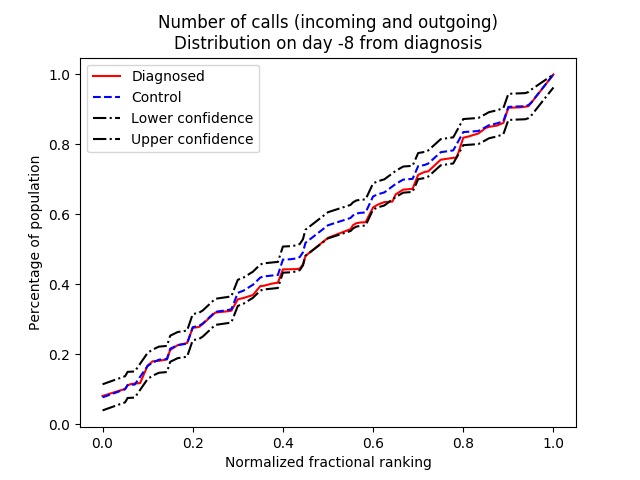 Number of calls (incoming and outgoing)
Distribution on day -8 from diagnosis
Diagnosed
Control
Lower confidence
Upper confidence
Percentage of population
1.0
0.8
0.6
0.4
0.2
0.0
0.0 0.2 0.4 0.6 0.8 1.0
Normalized fractional ranking